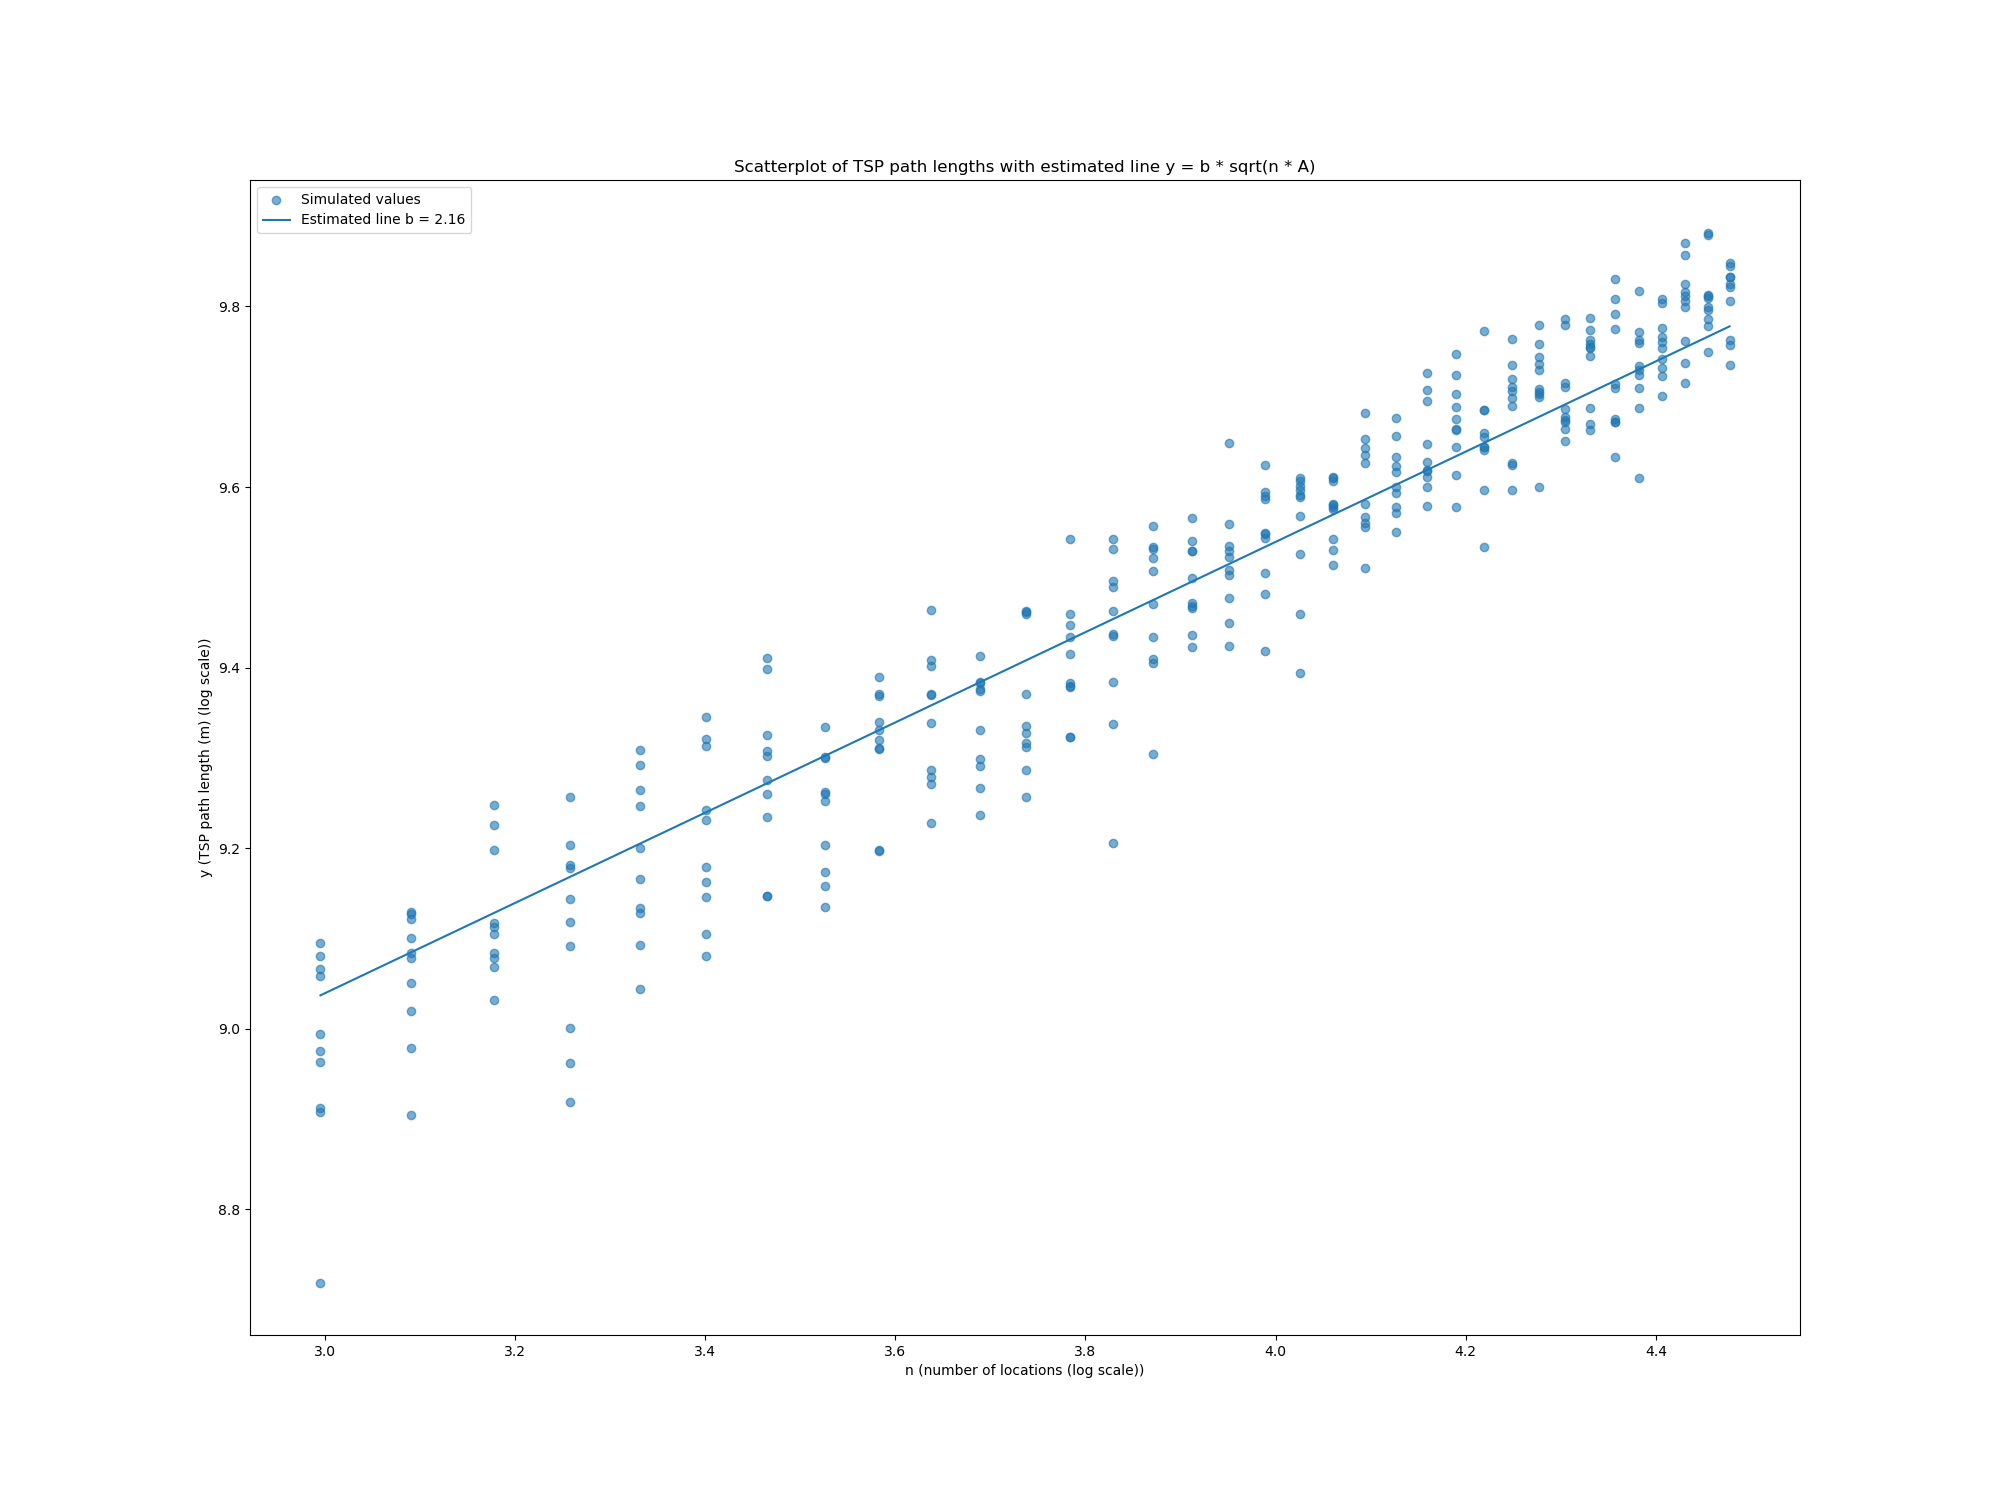 Scatterplot of TSP path lengths with estimated line y = b * sqrt(n * A)
Simulated values
Estimated line b = 2.16
y (TSP path length (m) (log scale))
9.8
9.6
9.4
9.2
9.0
8.8
3.0 3.2 3.4 3.6 3.8 4.0 4.2 4.4
n (number of locations (log scale))